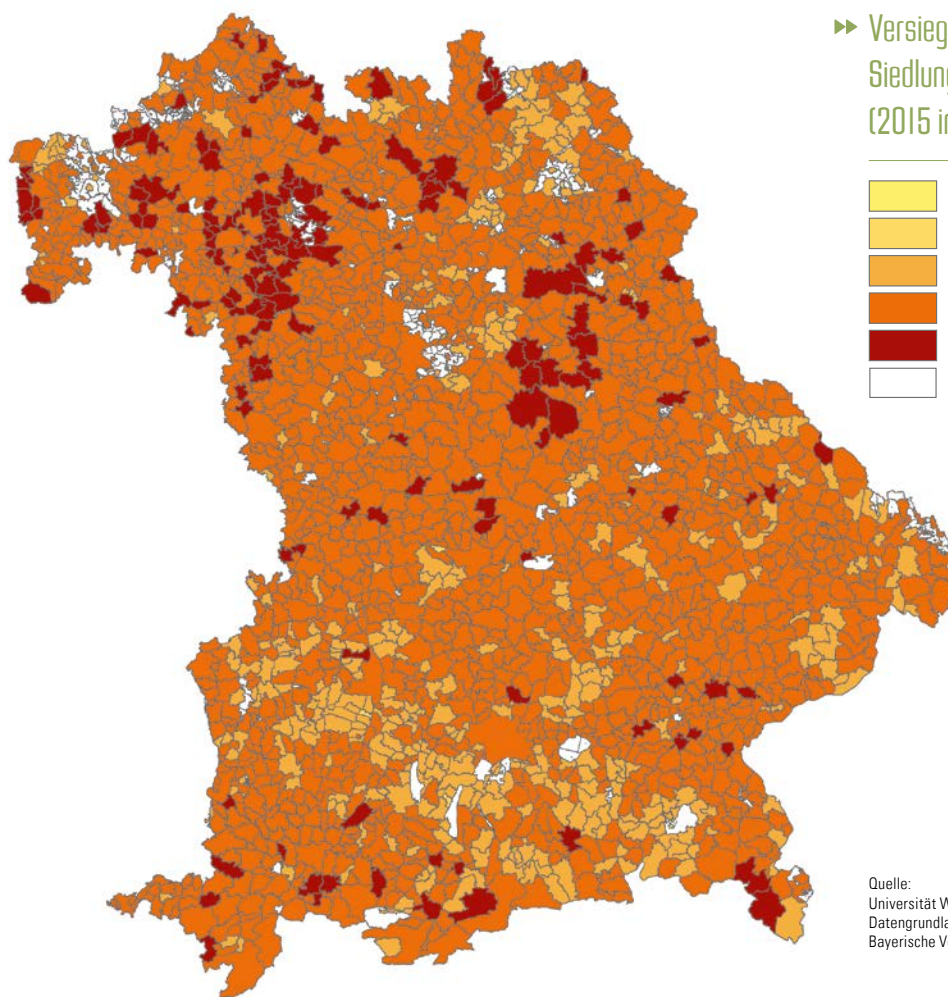 Versieg
Siedlung
(2015 in
Quelle:
Universität W
Datengrundla
Bayerische V